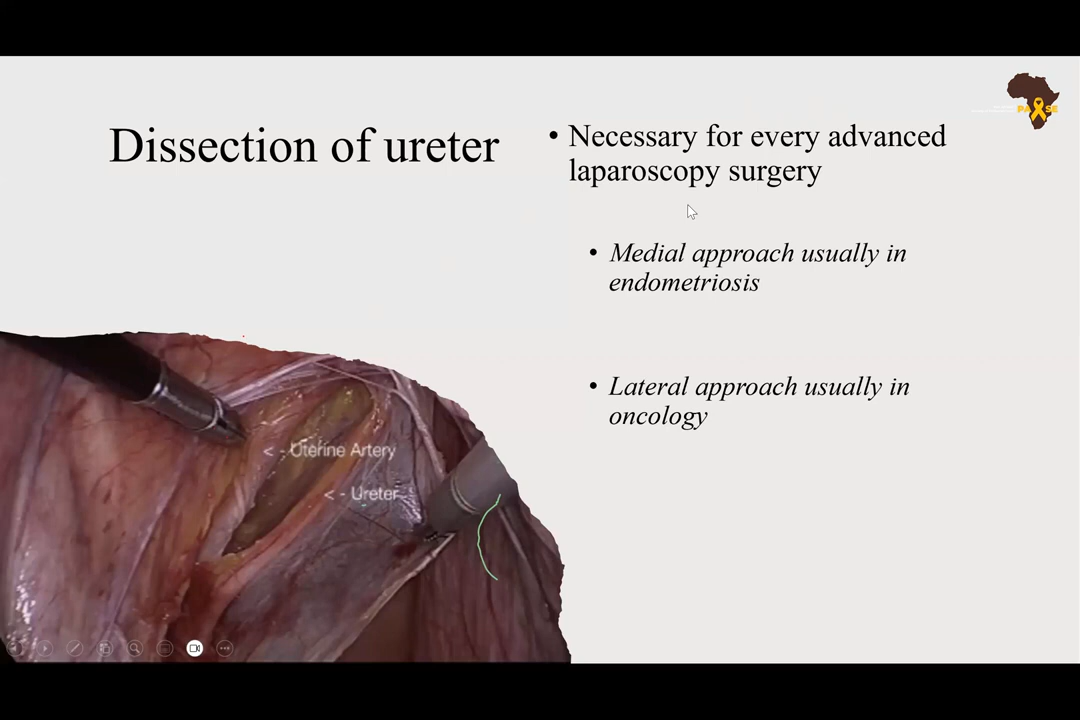 Dissection of ureter
• Necessary for every advanced
laparoscopy surgery
• Medial approach usually in
endometriosis
• Lateral approach usually in
oncology
< - Uterine Artery
< - Ureter